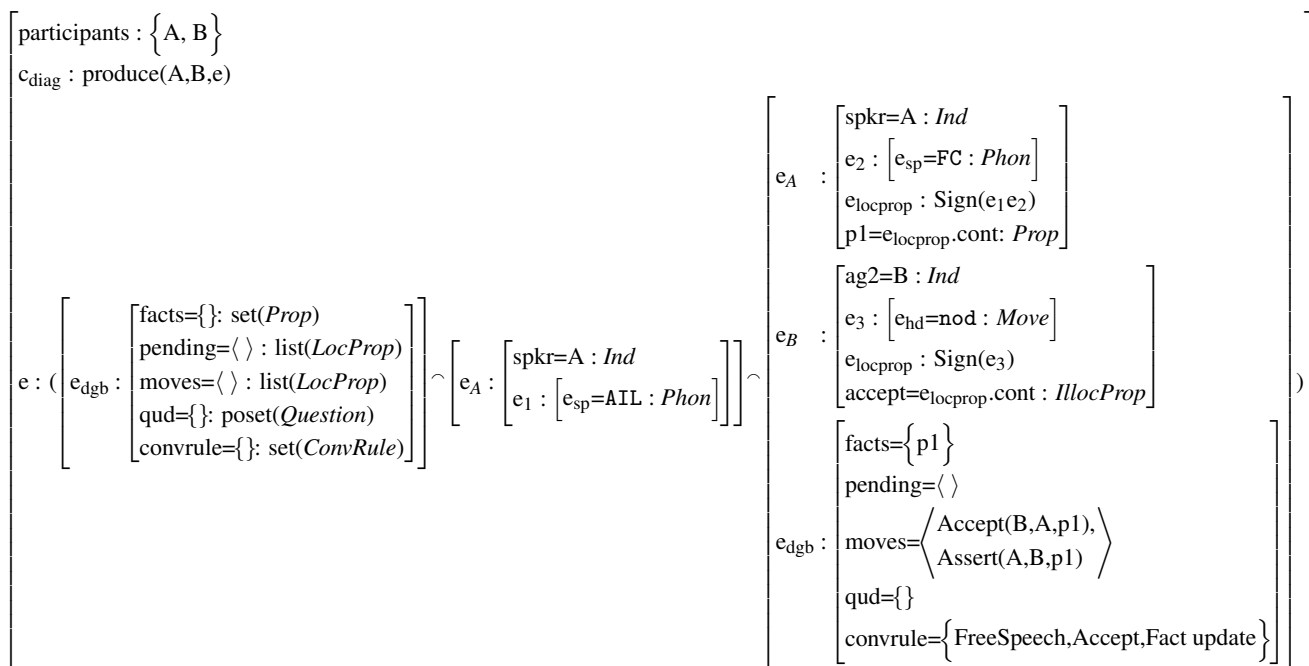 participants : {A, B}
c_diag : produce(A,B,e)
e : ( [ e_dgb : [ facts={}: set(Prop)
pending=⟨ ⟩ : list(LocProp)
moves=⟨ ⟩ : list(LocProp)
qud={}: poset(Question)
convrule={}: set(ConvRule) ] ] ⌢ [ e_A : [ spkr=A : Ind
e_1 : [ e_sp=AIL : Phon ] ] ] ⌢
e_A : [ spkr=A : Ind
e_2 : [ e_sp=FC : Phon ]
e_locprop : Sign(e_1e_2)
p1=e_locprop.cont: Prop ]
e_B : [ ag2=B : Ind
e_3 : [ e_hd=nod : Move ]
e_locprop : Sign(e_3)
accept=e_locprop.cont : IllocProp ]
e_dgb : [ facts={p1}
pending=⟨ ⟩
moves=⟨ Accept(B,A,p1),
Assert(A,B,p1) ⟩
qud={}
convrule={FreeSpeech,Accept,Fact update} ] )